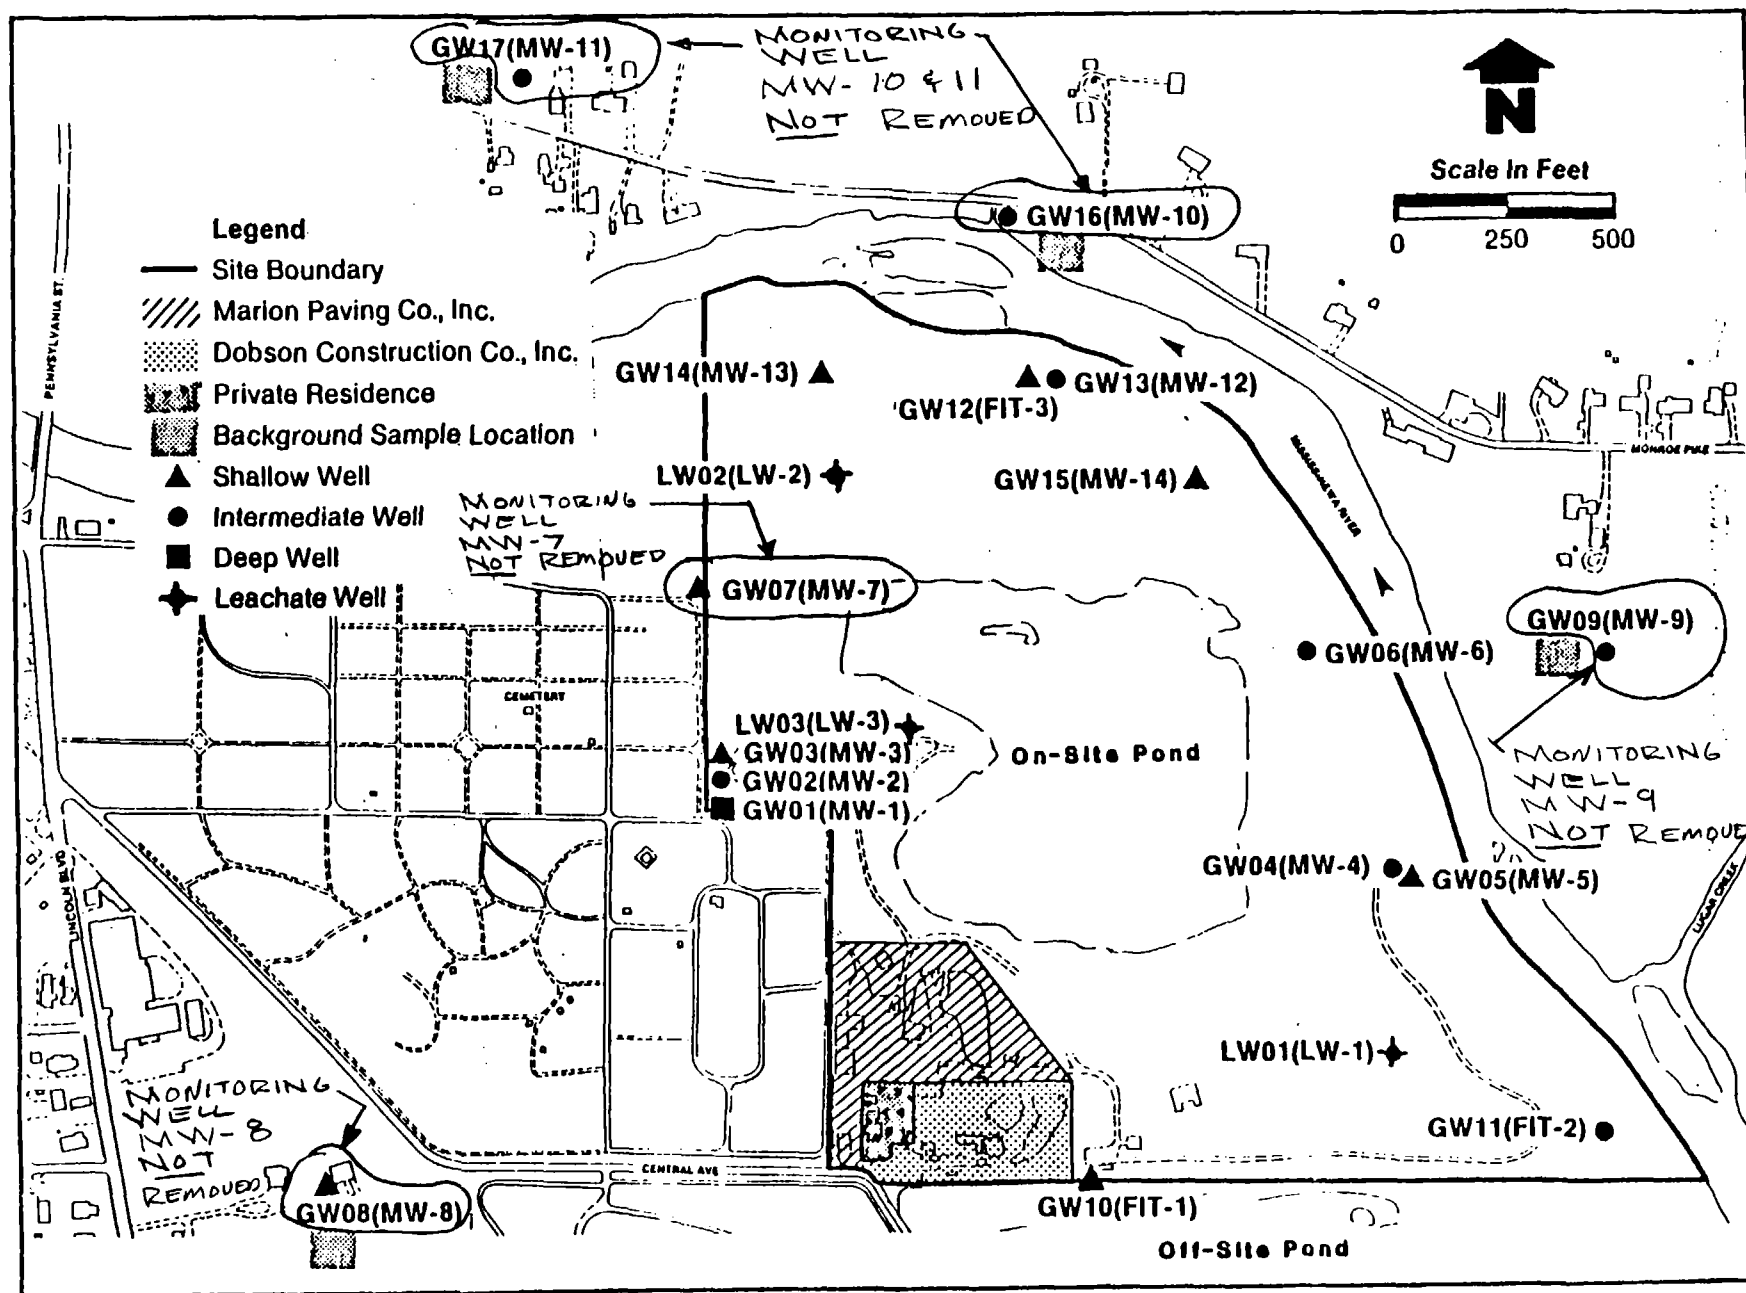 GW17(MW-11)
MONITORING
WELL
MW-10 & 11
NOT REMOVED
N
Scale In Feet
0 250 500
GW16(MW-10)
Legend
Site Boundary
Marion Paving Co., Inc.
Dobson Construction Co., Inc.
Private Residence
Background Sample Location
Shallow Well
Intermediate Well
Deep Well
Leachate Well
PENNSYLVANIA ST.
GW14(MW-13)
GW13(MW-12)
GW12(FIT-3)
LW02(LW-2)
GW15(MW-14)
MISSISSINEWA RIVER
MONROE PIKE
MONITORING
WELL
MW-7
NOT REMOVED
GW07(MW-7)
GW09(MW-9)
GW06(MW-6)
CEMETERY
LW03(LW-3)
GW03(MW-3)
GW02(MW-2)
GW01(MW-1)
On-Site Pond
MONITORING
WELL
MW-9
NOT REMOVE
GW04(MW-4)
GW05(MW-5)
LINCOLN BLVD
LUGAR CREEK
LW01(LW-1)
MONITORING
WELL
MW-8
NOT
REMOVED
GW11(FIT-2)
CENTRAL AVE
GW08(MW-8)
GW10(FIT-1)
Off-Site Pond